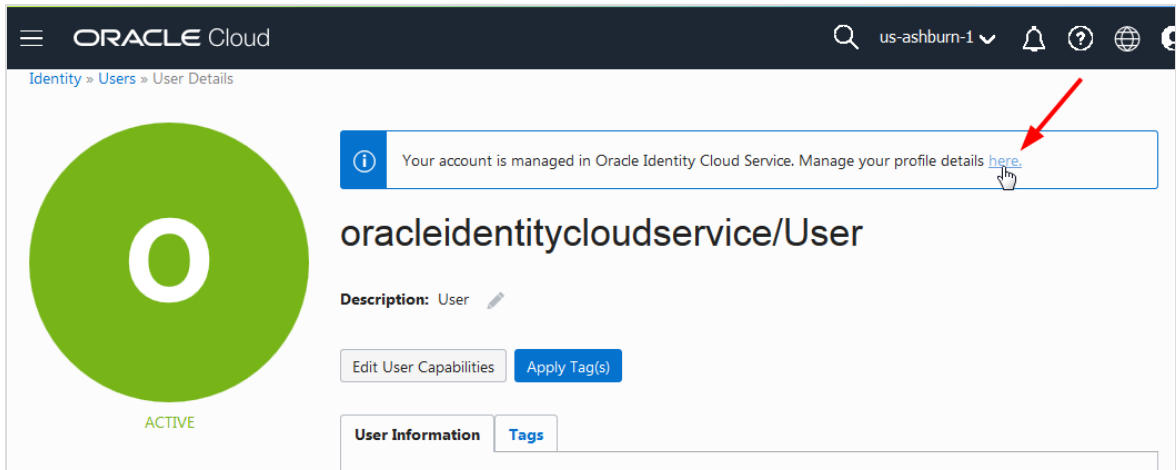 ORACLE Cloud
us-ashburn-1
Identity » Users » User Details
Your account is managed in Oracle Identity Cloud Service. Manage your profile details here.
O
oracleidentitycloudservice/User
Description: User
Edit User Capabilities
Apply Tag(s)
ACTIVE
User Information
Tags